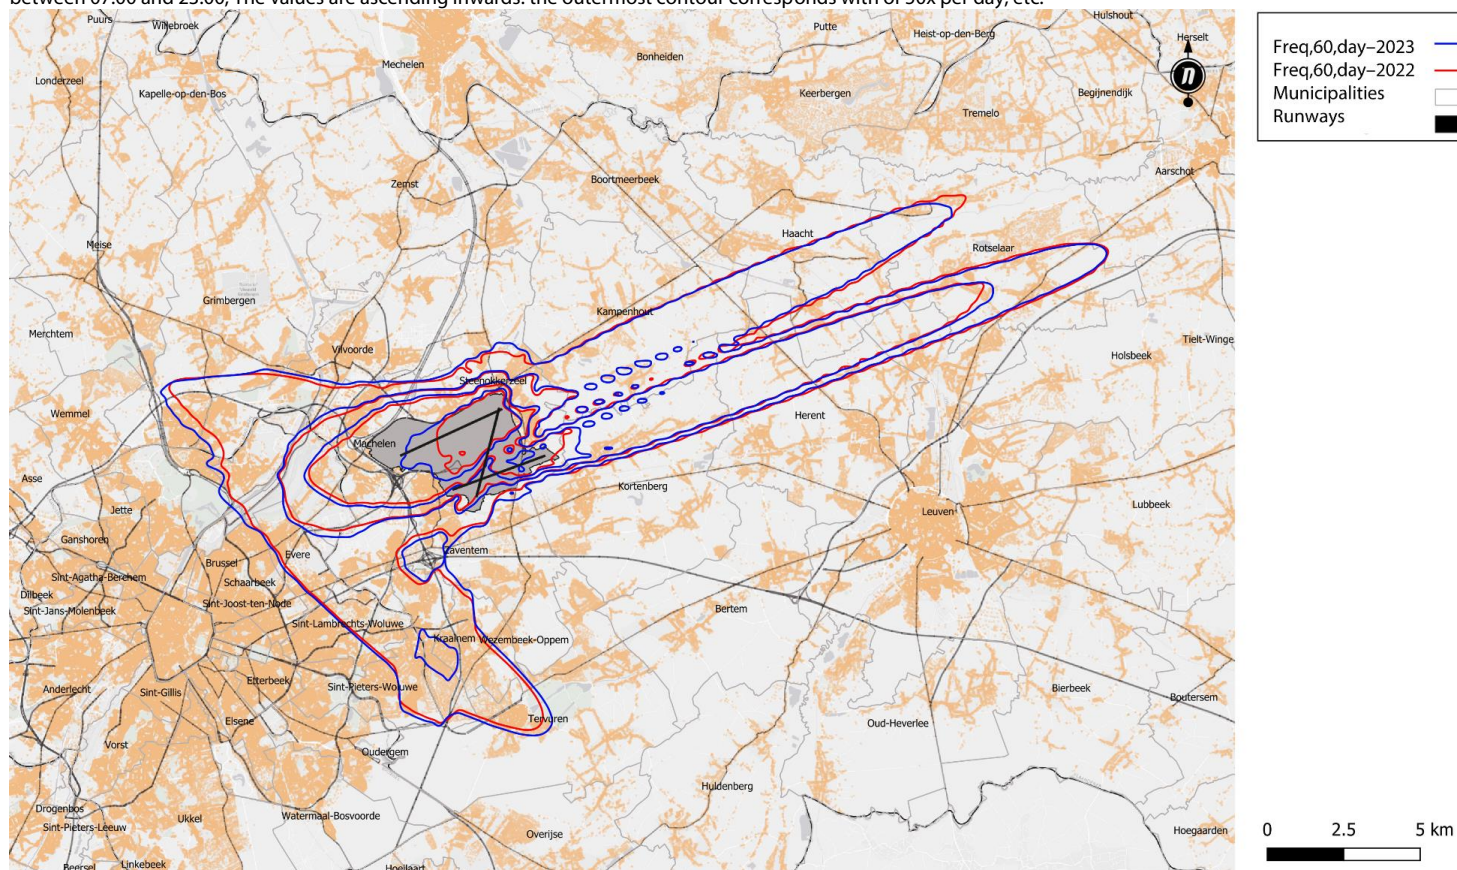 between 07:00 and 23:00, The values are ascending inwards: the outermost contour corresponds with of 50x per day, etc.
Freq,60,day–2023
Freq,60,day–2022
Municipalities
Runways
Puurs
Willebroek
Putte
Hulshout
Heist-op-den-Berg
Herselt
Bonheiden
Mechelen
n
Londerzeel
Kapelle-op-den-Bos
Keerbergen
Begijnendijk
Tremelo
Aarschot
Zemst
Boortmeerbeek
Haacht
Meise
Rotselaar
Grimbergen
Kampenhout
Merchtem
Vilvoorde
Tielt-Winge
Holsbeek
Steenokkerzeel
Wemmel
Herent
Machelen
Asse
Kortenberg
Jette
Leuven
Lubbeek
Ganshoren
Evere
Zaventem
Brussel
Sint-Agatha-Berchem
Schaarbeek
Dilbeek
Sint-Joost-ten-Node
Sint-Jans-Molenbeek
Bertem
Sint-Lambrechts-Woluwe
Kraainem
Wezembeek-Oppem
Etterbeek
Anderlecht
Sint-Gillis
Sint-Pieters-Woluwe
Bierbeek
Boutersem
Elsene
Tervuren
Oud-Heverlee
Vorst
Oudergem
Huldenberg
Drogenbos
Ukkel
Watermaal-Bosvoorde
Sint-Pieters-Leeuw
Overijse
Hoegaarden
Beersel
Linkebeek
Hoeilaart
0 2.5 5 km